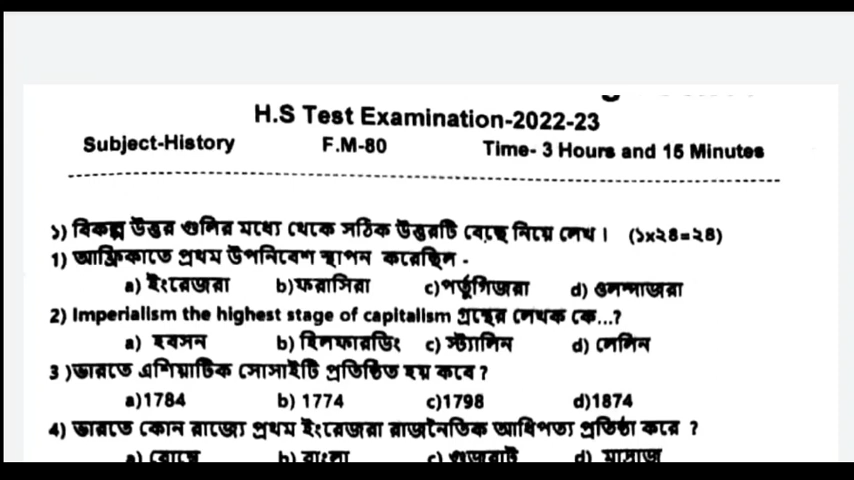 H.S Test Examination-2022-23
Subject-History F.M-80 Time- 3 Hours and 15 Minutes
১) বিকল্প উত্তর গুলির মধ্যে থেকে সঠিক উত্তরটি বেছে নিয়ে লেখ। (১x২৪=২৪)
1) আফ্রিকাতে প্রথম উপনিবেশ স্থাপন করেছিল -
a) ইংরেজরা b)ফরাসিরা c)পর্তুগিজরা d) ওলন্দাজরা
2) Imperialism the highest stage of capitalism গ্রন্থের লেখক কে...?
a) হবসন b) হিলফারডিং c) স্ট্যালিন d) লেলিন
3 )ভারতে এশিয়াটিক সোসাইটি প্রতিষ্ঠিত হয় কবে ?
a)1784 b) 1774 c)1798 d)1874
4) ভারতে কোন রাজ্যে প্রথম ইংরেজরা রাজনৈতিক আধিপত্য প্রতিষ্ঠা করে ?
a) বোম্বে b) বাংলা c) গুজরাট d) মাদ্রাজ